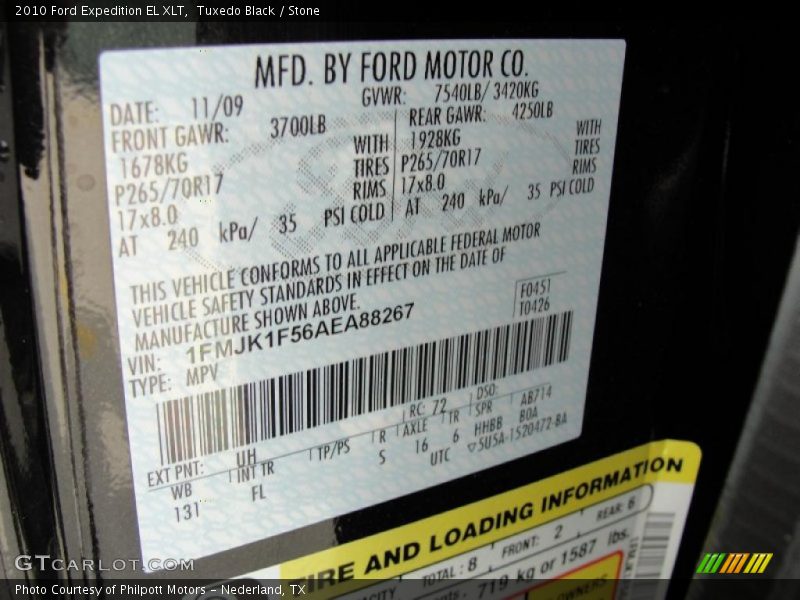 2010 Ford Expedition EL XLT,  Tuxedo Black / Stone
MFD. BY FORD MOTOR CO.
DATE: 11/09 GVWR: 7540LB/ 3420KG
FRONT GAWR: 3700LB REAR GAWR: 4250LB
1678KG WITH 1928KG WITH
P265/70R17 TIRES P265/70R17 TIRES
17x8.0 RIMS 17x8.0 RIMS
AT 240 kPa/ 35 PSI COLD AT 240 kPa/ 35 PSI COLD
THIS VEHICLE CONFORMS TO ALL APPLICABLE FEDERAL MOTOR
VEHICLE SAFETY STANDARDS IN EFFECT ON THE DATE OF
MANUFACTURE SHOWN ABOVE.
F0451
T0426
VIN: 1FMJK1F56AEA88267
TYPE: MPV
EXT PNT: UH RC: 72 DSO: AB714
WB INT TR TP/PS R AXLE TR SPR HHBB BOA
131 FL S 16 6 UTC ▽5U5A-1520472-BA
TIRE AND LOADING INFORMATION
TOTAL: 8 FRONT: 2 REAR: 6
719 kg or 1587 lbs.
OWNERS
GTCARLOT.COM
Photo Courtesy of Philpott Motors - Nederland, TX